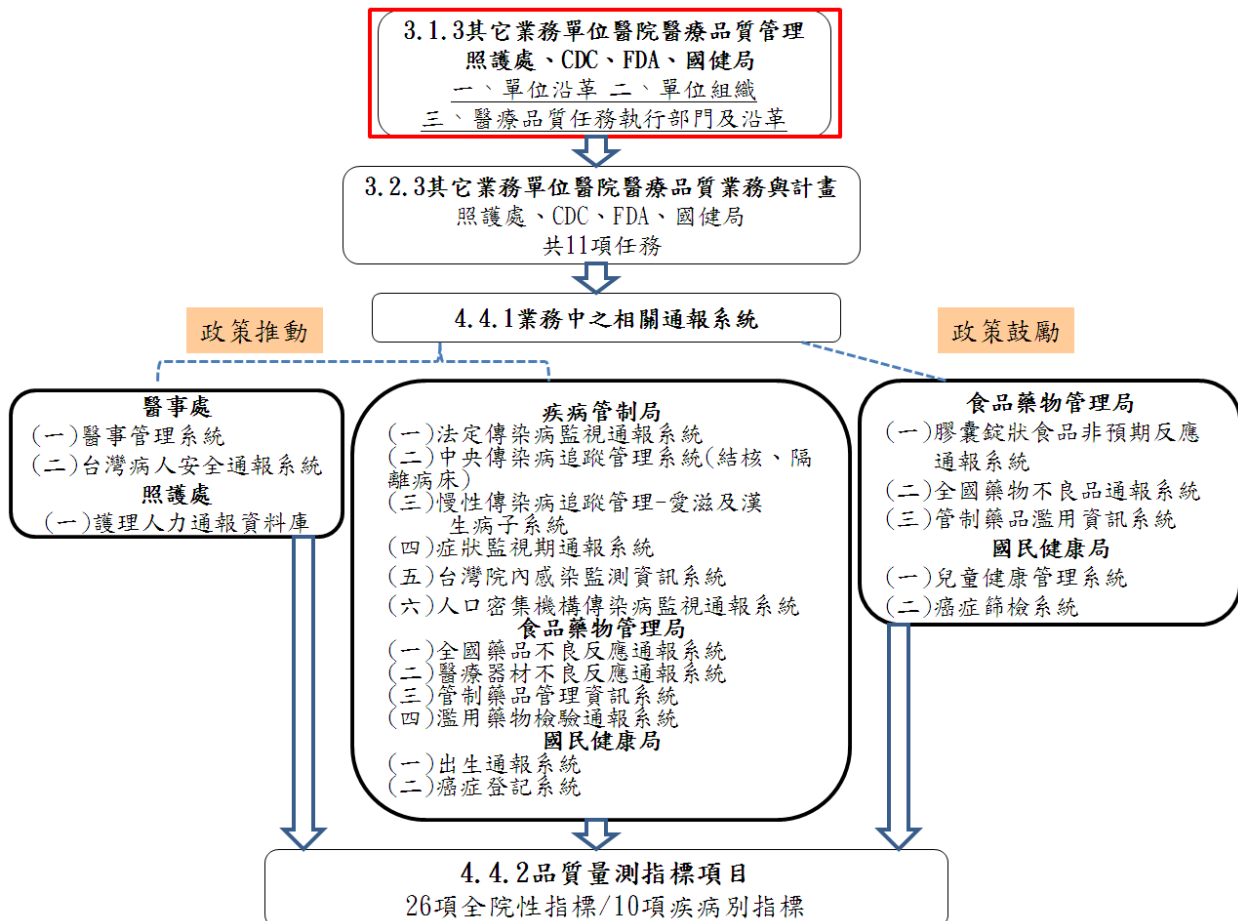 3.1.3其它業務單位醫院醫療品質管理
照護處、CDC、FDA、國健局
一、單位沿革 二、單位組織
三、醫療品質任務執行部門及沿革
3.2.3其它業務單位醫院醫療品質業務與計畫
照護處、CDC、FDA、國健局
共11項任務
4.4.1業務中之相關通報系統
政策推動
政策鼓勵
醫事處
(一)醫事管理系統
(二)台灣病人安全通報系統
照護處
(一)護理人力通報資料庫
疾病管制局
(一)法定傳染病監視通報系統
(二)中央傳染病追蹤管理系統(結核、隔
離病床)
(三)慢性傳染病追蹤管理-愛滋及漢
生病子系統
(四)症狀監視期通報系統
(五)台灣院內感染監測資訊系統
(六)人口密集機構傳染病監視通報系統
食品藥物管理局
(一)全國藥品不良反應通報系統
(二)醫療器材不良反應通報系統
(三)管制藥品管理資訊系統
(四)濫用藥物檢驗通報系統
國民健康局
(一)出生通報系統
(二)癌症登記系統
食品藥物管理局
(一)膠囊錠狀食品非預期反應
通報系統
(二)全國藥物不良品通報系統
(三)管制藥品濫用資訊系統
國民健康局
(一)兒童健康管理系統
(二)癌症篩檢系統
4.4.2品質量測指標項目
26項全院性指標/10項疾病別指標